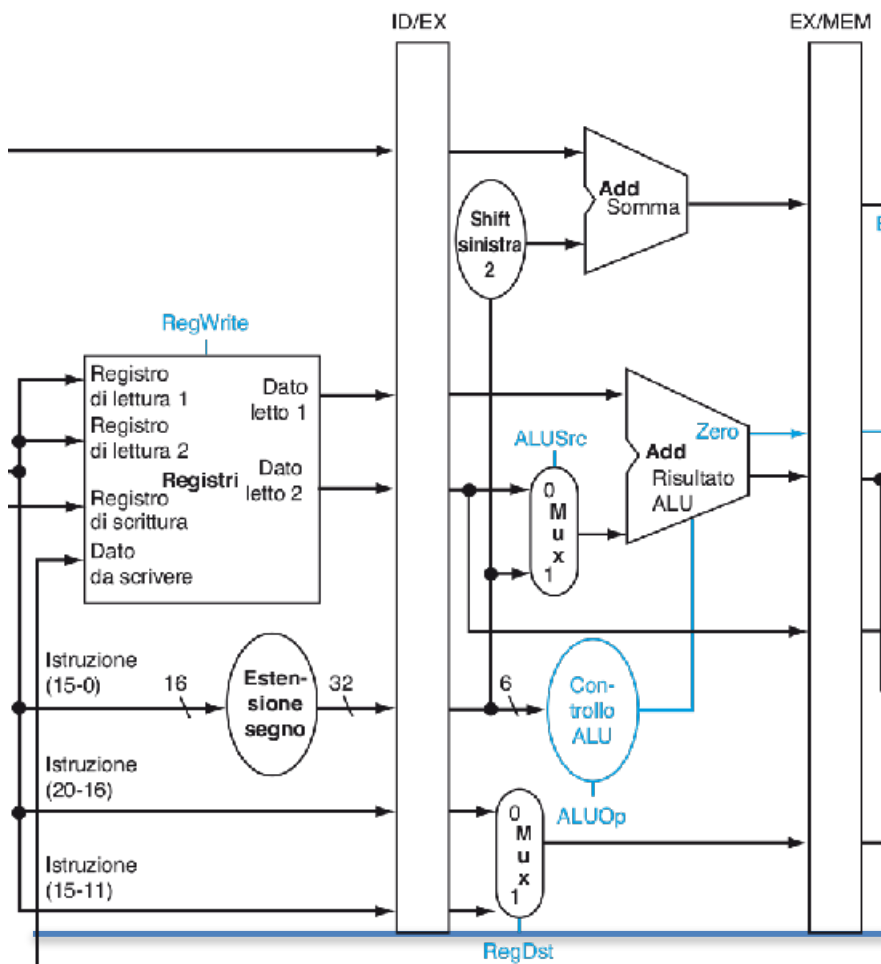 ID/EX
EX/MEM
Add
Somma
Shift
sinistra
2
RegWrite
Registro
di lettura 1
Registro
di lettura 2
Registri
Registro
di scrittura
Dato
da scrivere
Dato
letto 1
Dato
letto 2
ALUSrc
0
M
u
x
1
Zero
Add
Risultato
ALU
Istruzione
(15-0)
16
Esten-
sione
segno
32
6
Con-
trollo
ALU
ALUOp
Istruzione
(20-16)
Istruzione
(15-11)
0
M
u
x
1
RegDst